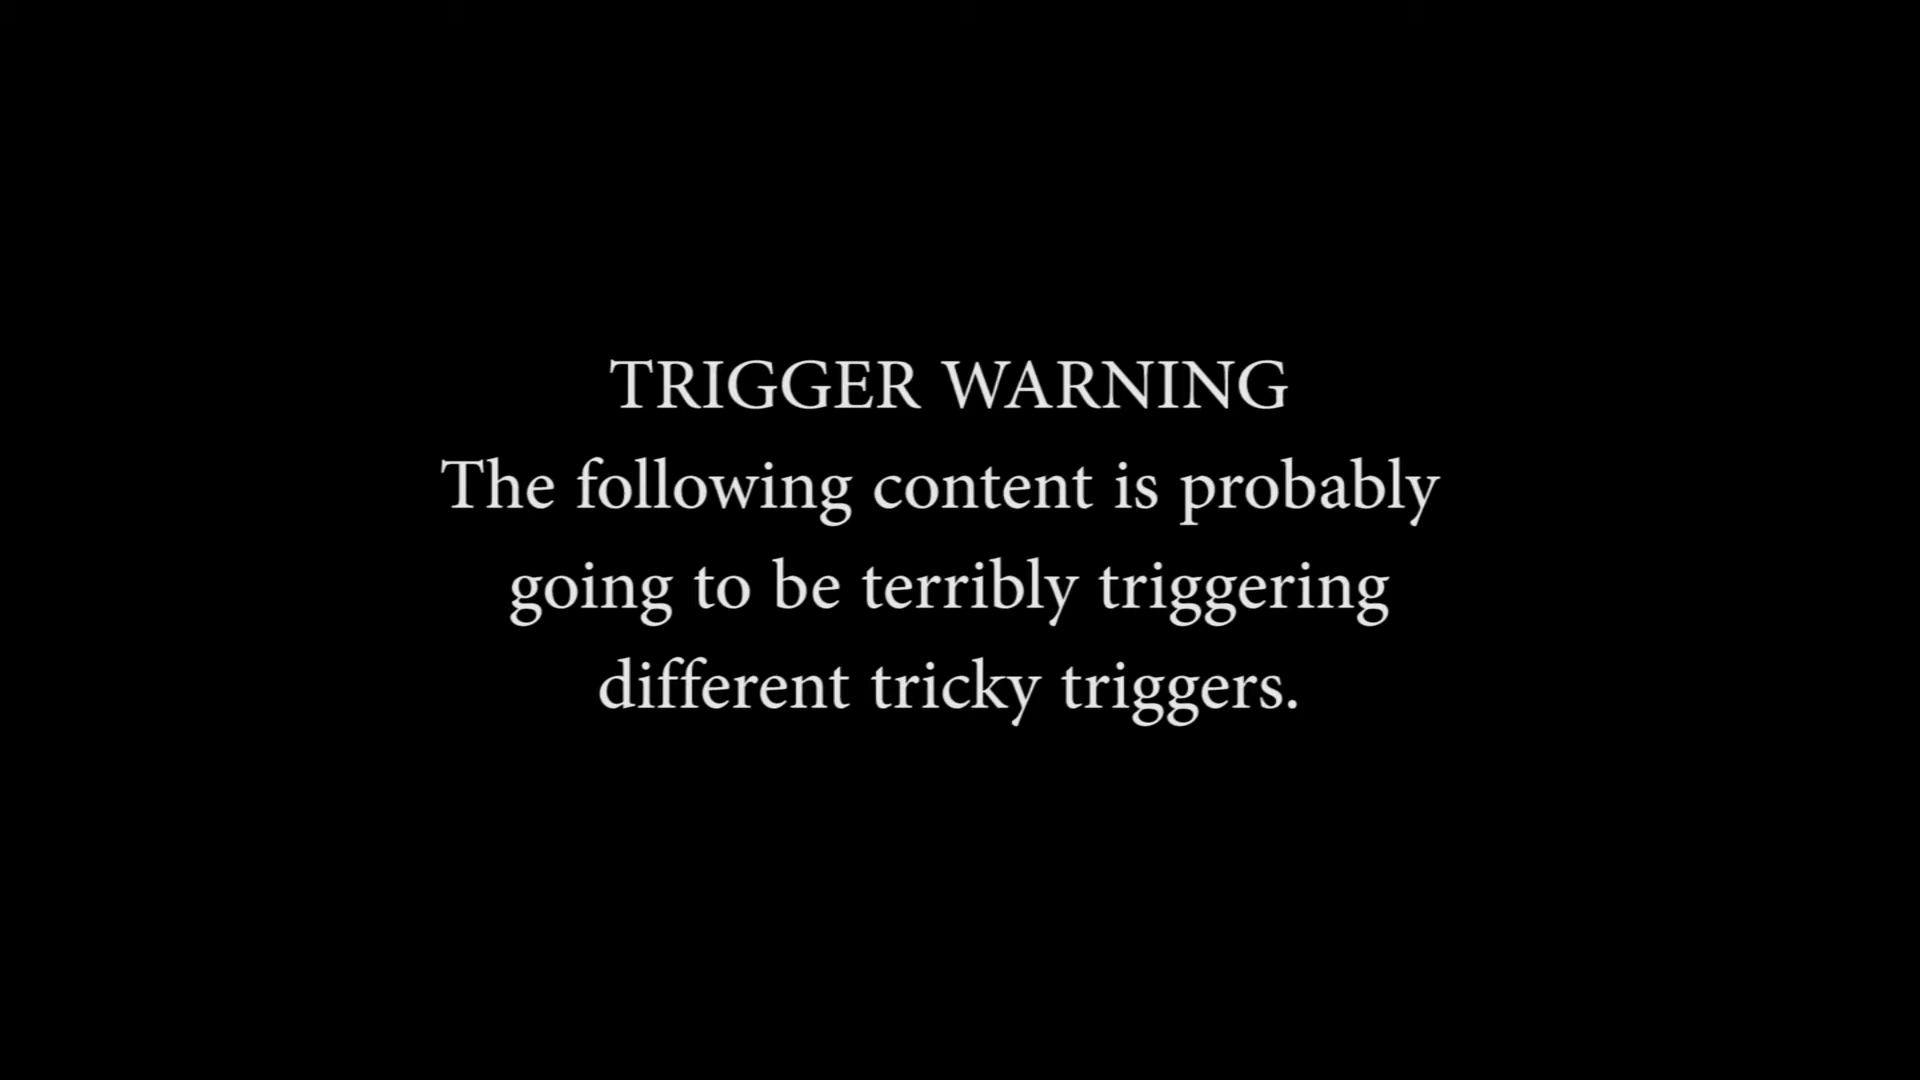 TRIGGER WARNING
The following content is probably
going to be terribly triggering
different tricky triggers.